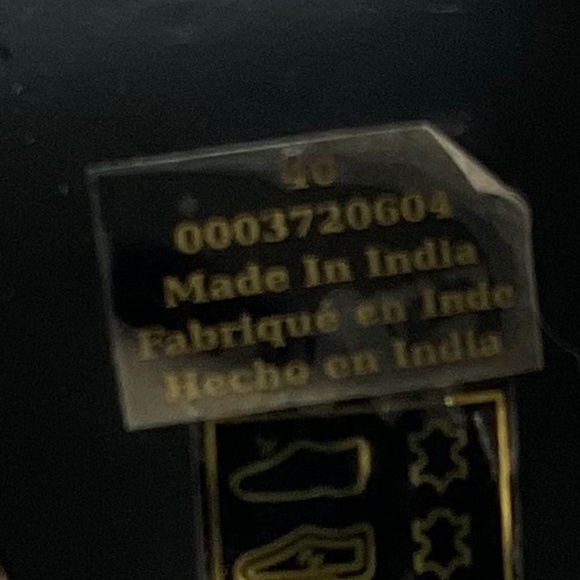 40
0003720604
Made In India
Fabriqué en Inde
Hecho en India